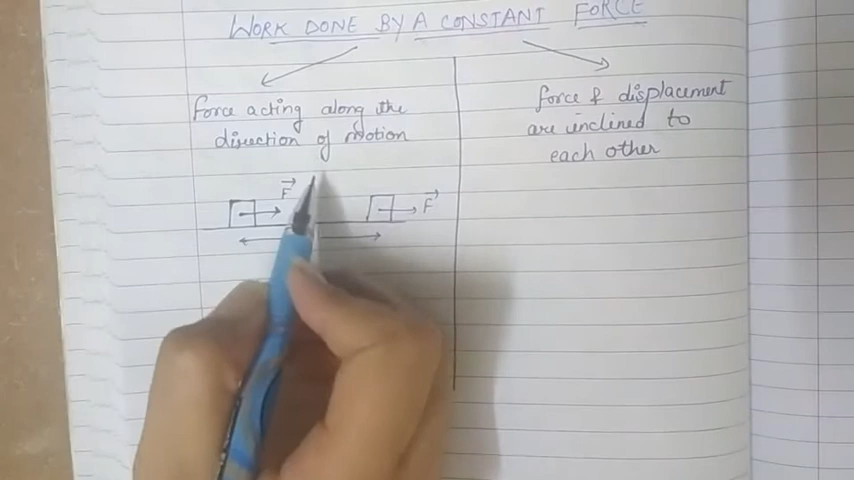 WORK DONE BY A CONSTANT FORCE
force acting along the
direction of motion
force & displacement
are inclined to
each other
F
F